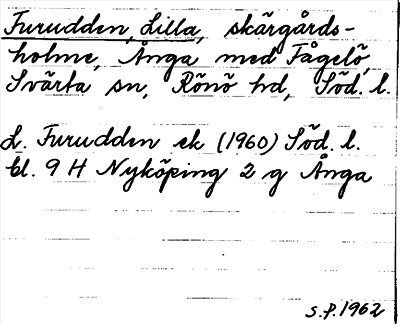 Furudden, Lilla, skärgårds-
holme, Ånga med Fågelö,
Svärta sn, Rönö hd, Söd. l.
L. Furudden ek (1960) Söd. l.
bl. 9 H Nyköping 2 g Ånga
S.P. 1962